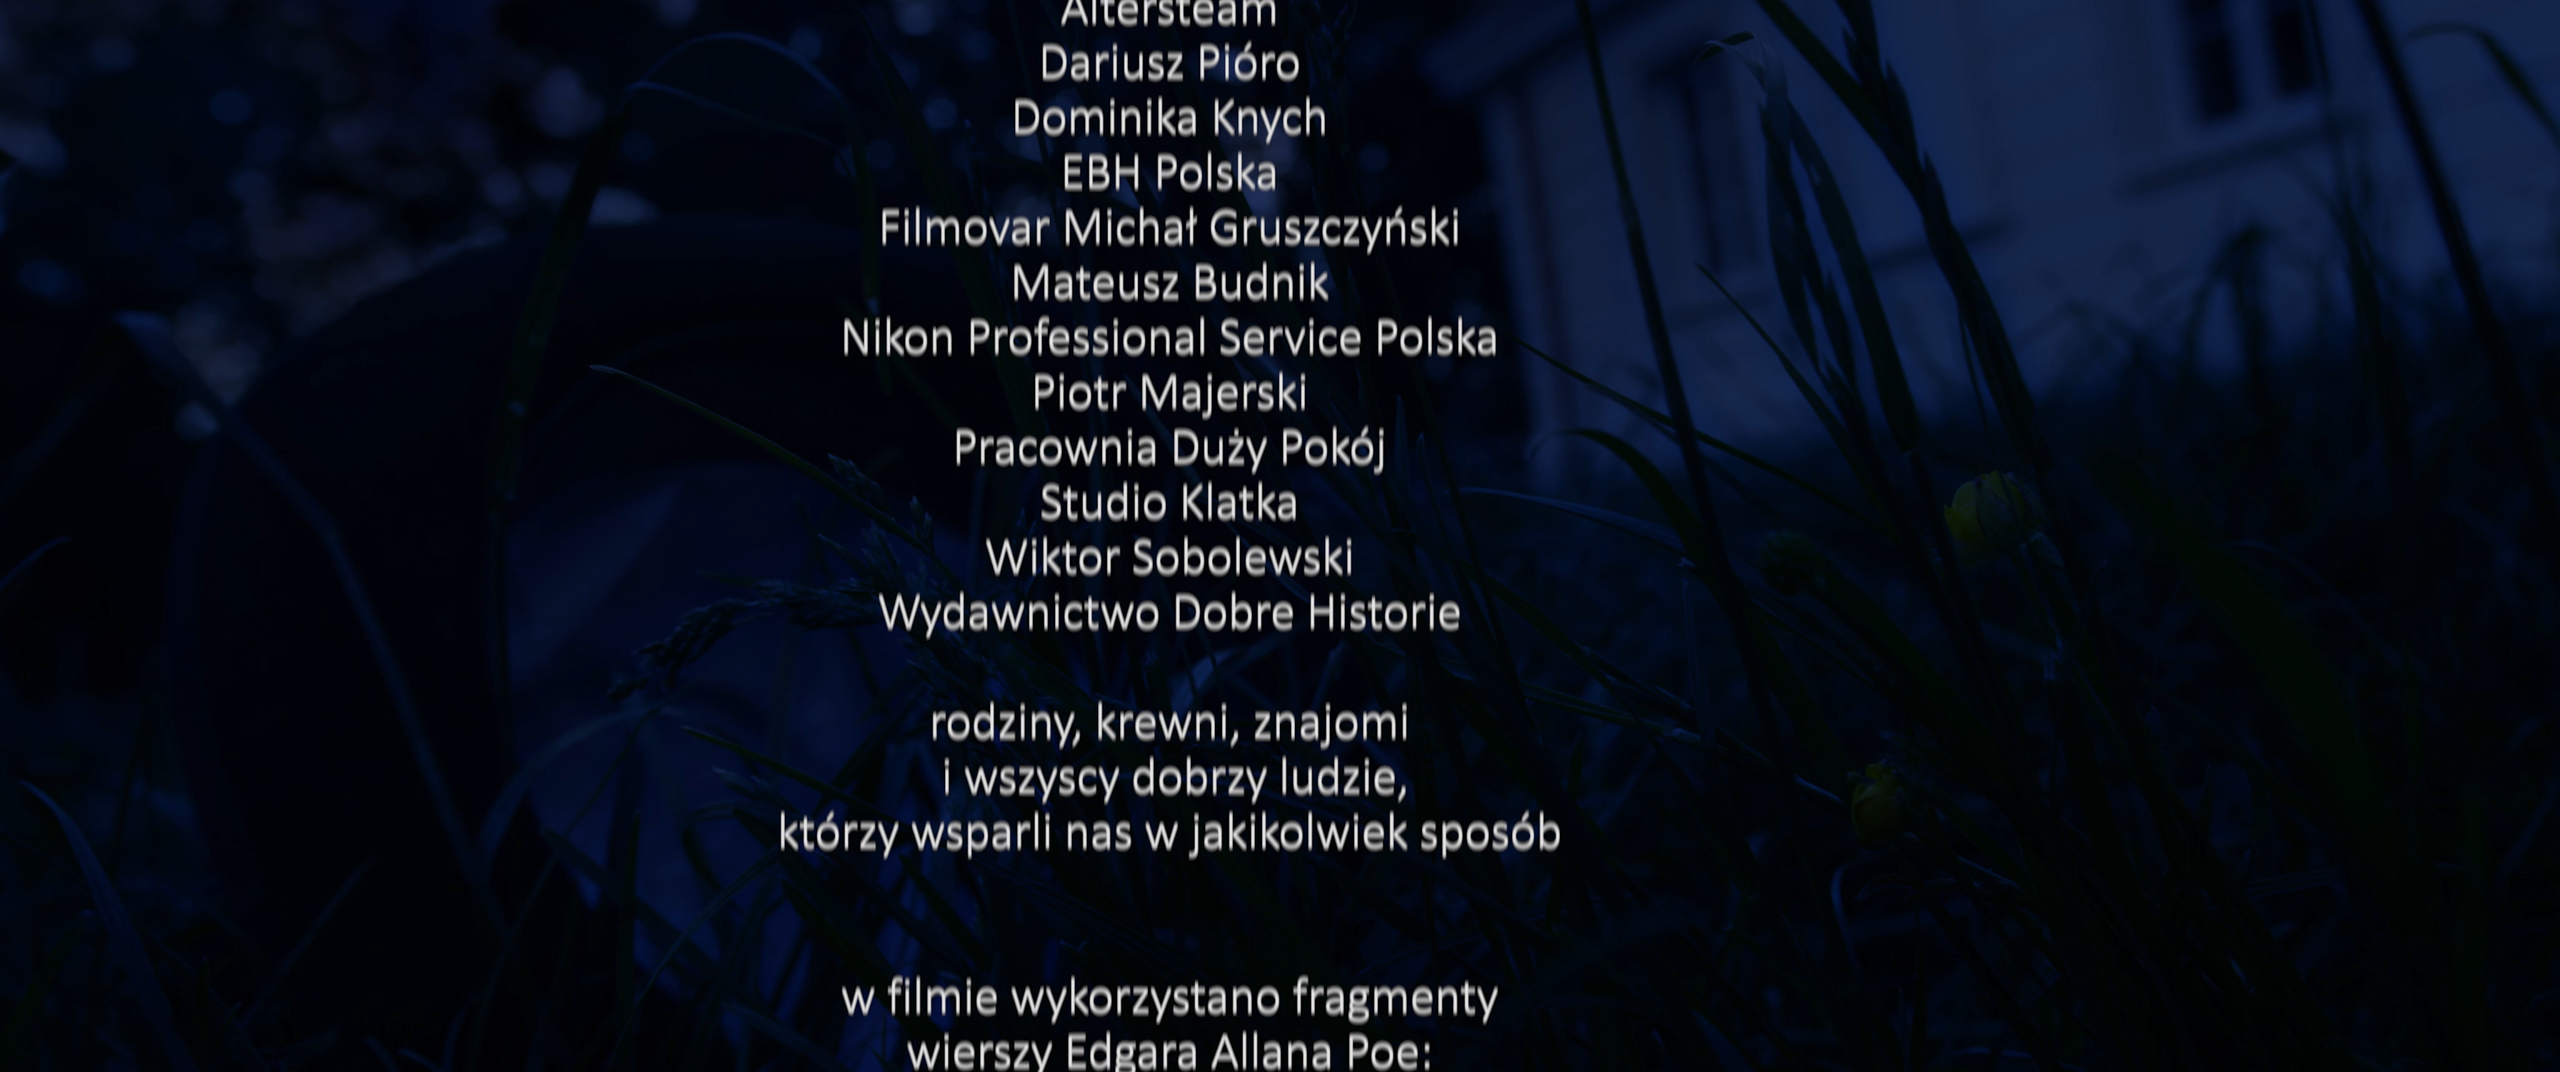 Altersteam
Dariusz Pióro
Dominika Knych
EBH Polska
Filmovar Michał Gruszczyński
Mateusz Budnik
Nikon Professional Service Polska
Piotr Majerski
Pracownia Duży Pokój
Studio Klatka
Wiktor Sobolewski
Wydawnictwo Dobre Historie
rodziny, krewni, znajomi
i wszyscy dobrzy ludzie,
którzy wsparli nas w jakikolwiek sposób
w filmie wykorzystano fragmenty
wierszy Edgara Allana Poe: